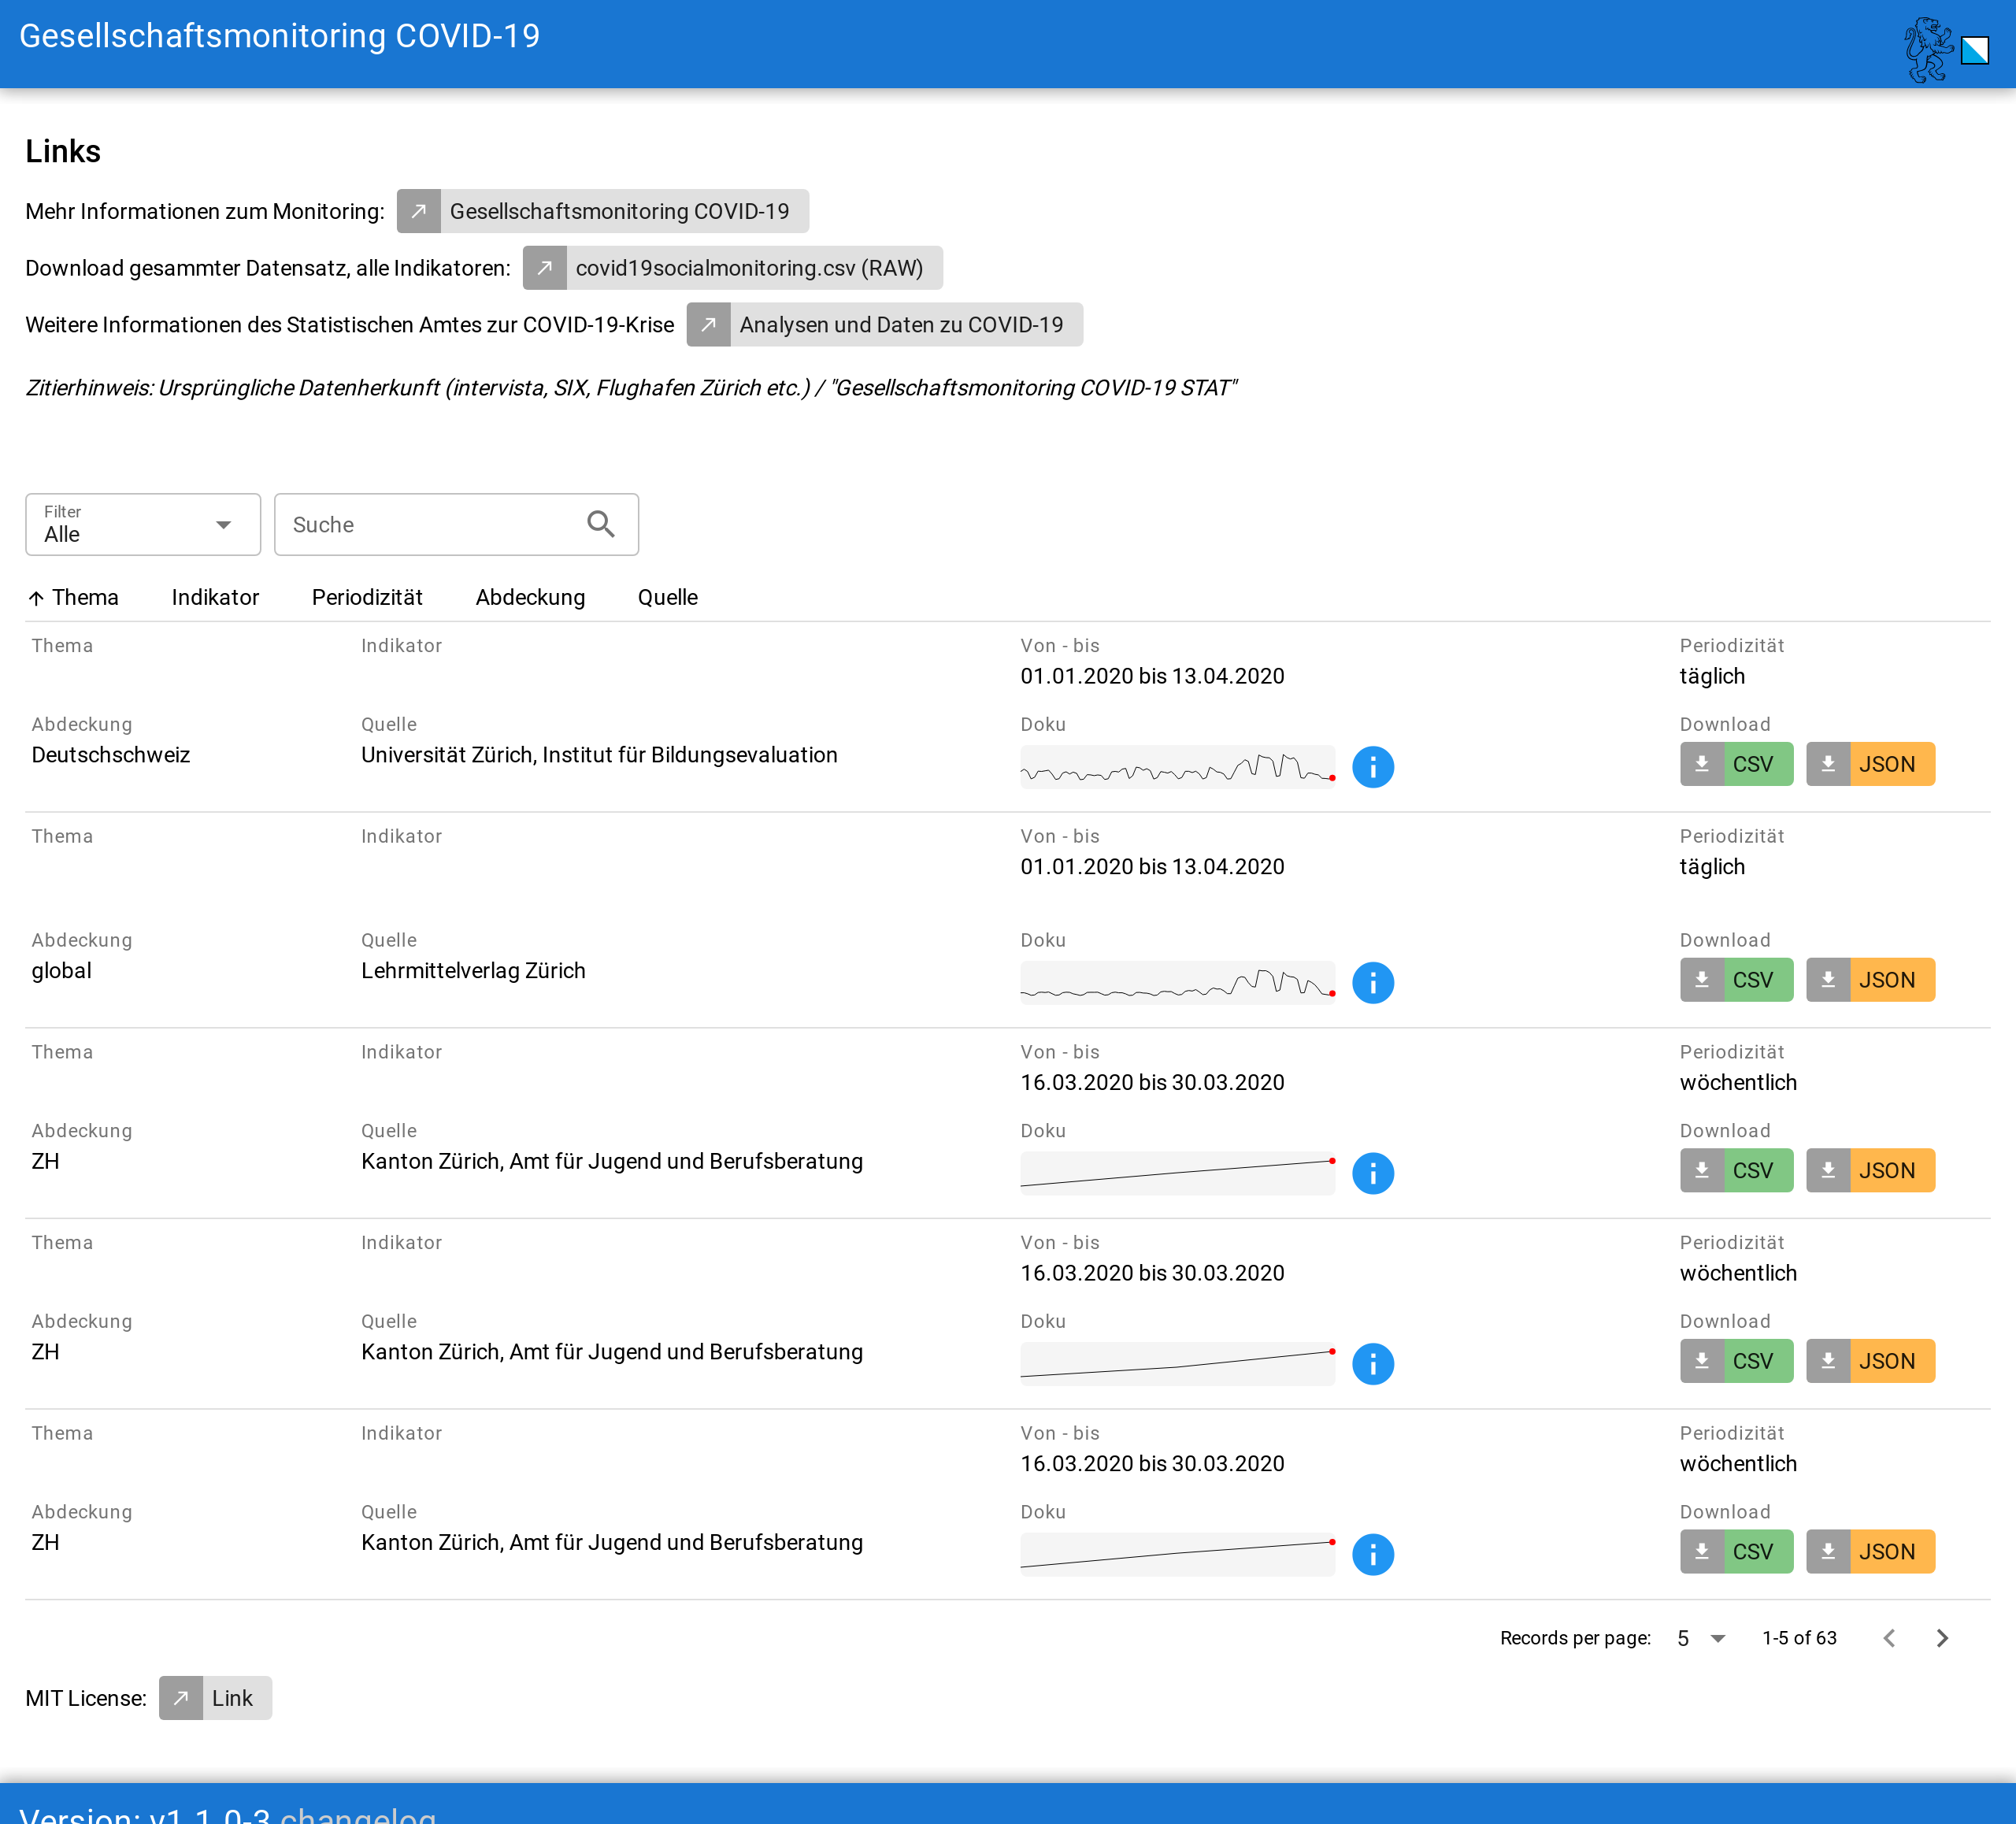 Gesellschaftsmonitoring COVID-19
Links
Mehr Informationen zum Monitoring: Gesellschaftsmonitoring COVID-19
Download gesammter Datensatz, alle Indikatoren: covid19socialmonitoring.csv (RAW)
Weitere Informationen des Statistischen Amtes zur COVID-19-Krise Analysen und Daten zu COVID-19
Zitierhinweis: Ursprüngliche Datenherkunft (intervista, SIX, Flughafen Zürich etc.) / "Gesellschaftsmonitoring COVID-19 STAT"
Filter
Alle
Suche
Thema Indikator Periodizität Abdeckung Quelle
Thema Indikator Von - bis Periodizität
01.01.2020 bis 13.04.2020 täglich
Abdeckung Quelle Doku Download
Deutschschweiz Universität Zürich, Institut für Bildungsevaluation CSV JSON
Thema Indikator Von - bis Periodizität
01.01.2020 bis 13.04.2020 täglich
Abdeckung Quelle Doku Download
global Lehrmittelverlag Zürich CSV JSON
Thema Indikator Von - bis Periodizität
16.03.2020 bis 30.03.2020 wöchentlich
Abdeckung Quelle Doku Download
ZH Kanton Zürich, Amt für Jugend und Berufsberatung CSV JSON
Thema Indikator Von - bis Periodizität
16.03.2020 bis 30.03.2020 wöchentlich
Abdeckung Quelle Doku Download
ZH Kanton Zürich, Amt für Jugend und Berufsberatung CSV JSON
Thema Indikator Von - bis Periodizität
16.03.2020 bis 30.03.2020 wöchentlich
Abdeckung Quelle Doku Download
ZH Kanton Zürich, Amt für Jugend und Berufsberatung CSV JSON
Records per page: 5 1-5 of 63
MIT License: Link
Version: v1.1.0-3 changelog